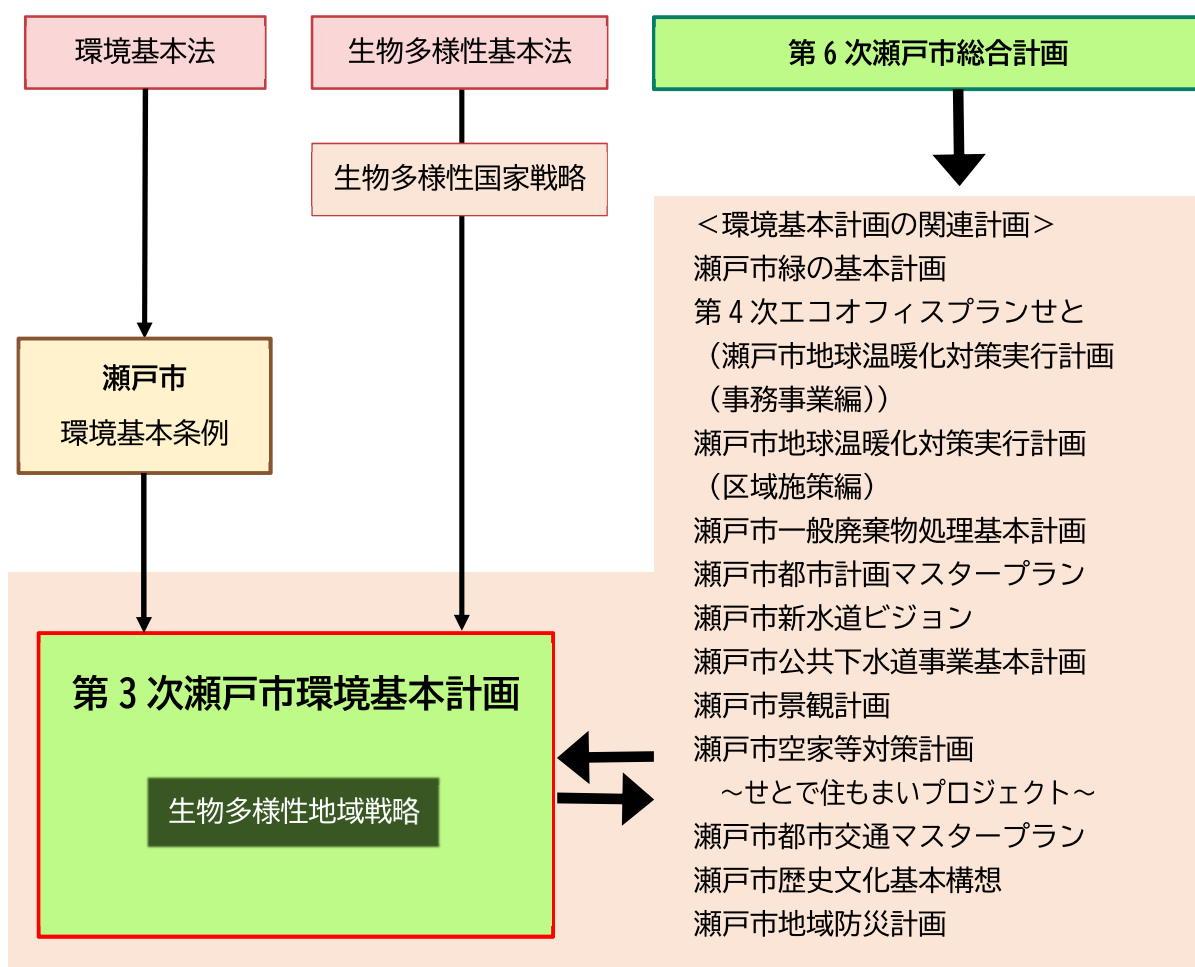 環境基本法
生物多様性基本法
第6次瀬戸市総合計画
生物多様性国家戦略
瀬戸市
環境基本条例
第3次瀬戸市環境基本計画
生物多様性地域戦略
＜環境基本計画の関連計画＞
瀬戸市緑の基本計画
第4次エコオフィスプランせと
（瀬戸市地球温暖化対策実行計画
（事務事業編））
瀬戸市地球温暖化対策実行計画
（区域施策編）
瀬戸市一般廃棄物処理基本計画
瀬戸市都市計画マスタープラン
瀬戸市新水道ビジョン
瀬戸市公共下水道事業基本計画
瀬戸市景観計画
瀬戸市空家等対策計画
～せとで住もまいプロジェクト～
瀬戸市都市交通マスタープラン
瀬戸市歴史文化基本構想
瀬戸市地域防災計画